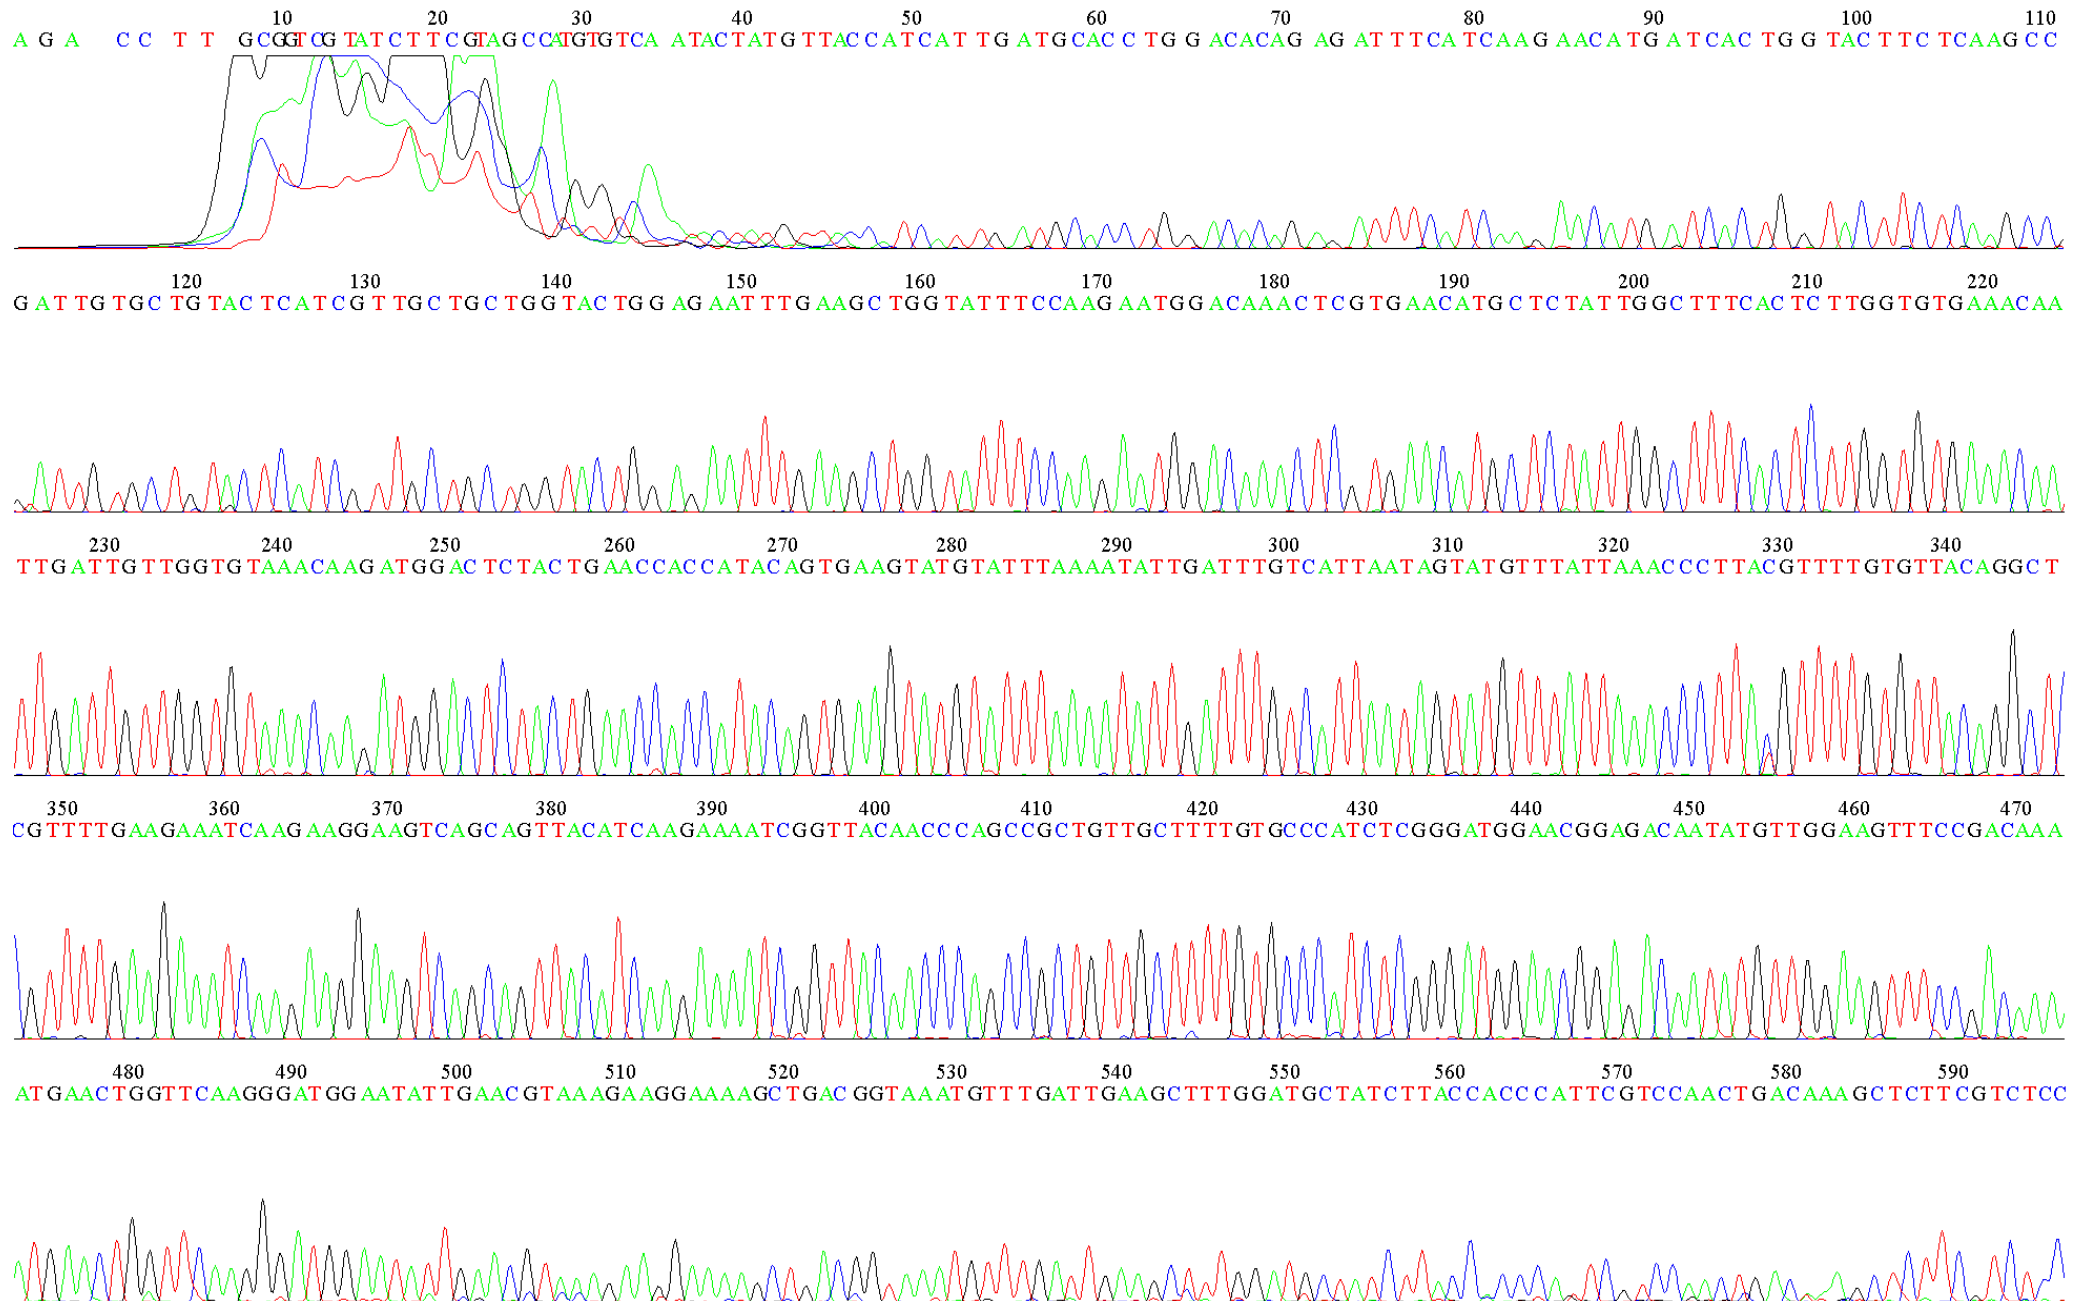 10 20 30 40 50 60 70 80 90 100 110
A G A C C T T GCGGTCGTATCTTCGTAGCCATGTGTCA ATACTATGTTACCATCATTGATGCACCTGGACACAGAGATTTCATCAAGAACATGATCACTGGTACTTCTCAAGCC
120 130 140 150 160 170 180 190 200 210 220
GATTGTGCTGTACTCATCGTTGCTGCTGGTACTGGAGAATTTGAAGCTGGTATTTCCAAGAATGGACAAACTCGTGAACATGCTCTATTGGCTTTCACTCTTGGTGTGAAACAA
230 240 250 260 270 280 290 300 310 320 330 340
TTGATTGTTGGTGTAAACAAGATGGACTCTACTGAACCACCATACAGTGAAGTATGTATTTAAAATATTGATTTGTCATTAATAGTATGTTTATTAAACCCTTACGTTTTGTGTTACAGGCT
350 360 370 380 390 400 410 420 430 440 450 460 470
CGTTTTGAAGAAATCAAGAAGGAAGTCAGCAGTTACATCAAGAAAATCGGTTACAACCCAGCCGCTGTTGCTTTTGTGCCCATCTCGGGATGGAACGGAGACAATATGTTGGAAGTTTCCGACAAA
480 490 500 510 520 530 540 550 560 570 580 590
ATGAACTGGTTCAAGGGATGGAATATTGAACGTAAAGAAGGAAAAGCTGACGGTAAATGTTTGATTGAAGCTTTGGATGCTATCTTACCACCCATTCGTCCAACTGACAAAGCTCTTCGTCTCC